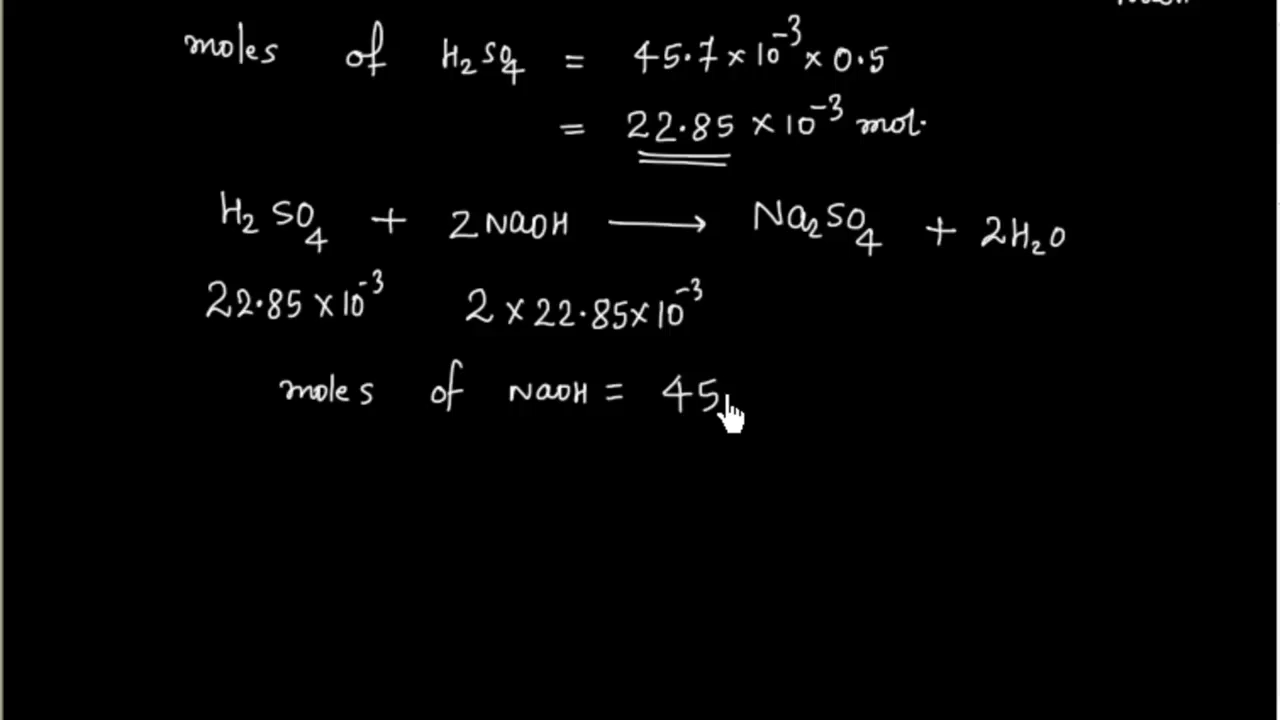 moles of H₂SO₄ = 45.7 × 10⁻³ × 0.5
= 22.85 × 10⁻³ mol.
H₂SO₄ + 2NaOH ⟶ Na₂SO₄ + 2H₂O
22.85 × 10⁻³ 2 × 22.85 × 10⁻³
moles of NaOH = 45